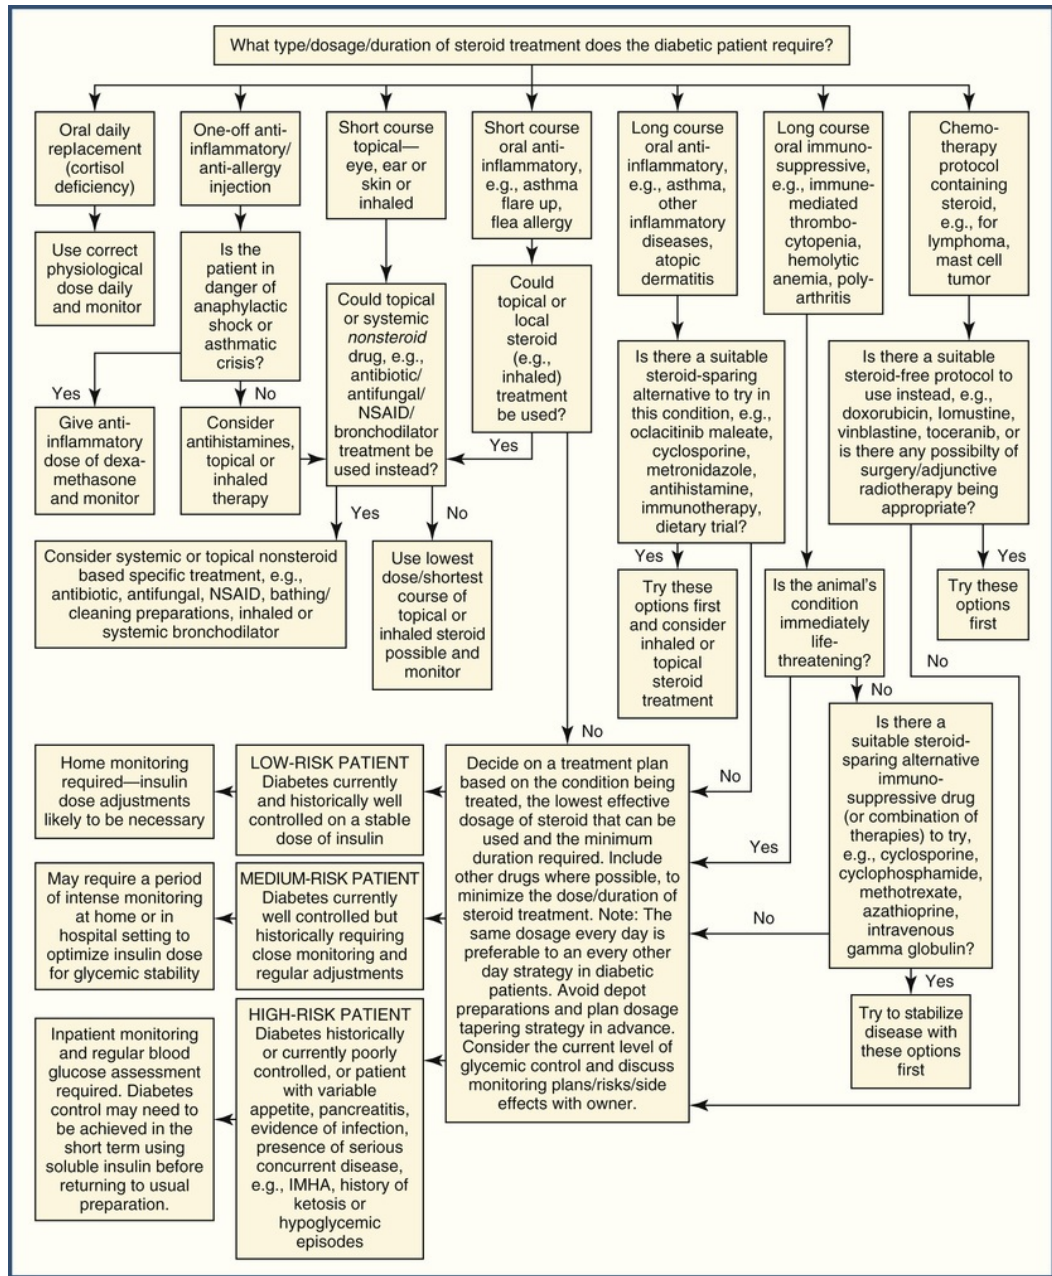 What type/dosage/duration of steroid treatment does the diabetic patient require?
Oral daily
replacement
(cortisol
deficiency)
One-off anti-
inflammatory/
anti-allergy
injection
Short course
topical—
eye, ear or
skin or
inhaled
Short course
oral anti-
inflammatory,
e.g., asthma
flare up,
flea allergy
Long course
oral anti-
inflammatory,
e.g., asthma,
other
inflammatory
diseases,
atopic
dermatitis
Long course
oral immuno-
suppressive,
e.g., immune-
mediated
thrombo-
cytopenia,
hemolytic
anemia, poly-
arthritis
Chemo-
therapy
protocol
containing
steroid,
e.g., for
lymphoma,
mast cell
tumor
Use correct
physiological
dose daily
and monitor
Is the
patient in
danger of
anaphylactic
shock or
asthmatic
crisis?
Could topical
or systemic
nonsteroid
drug, e.g.,
antibiotic/
antifungal/
NSAID/
bronchodilator
treatment be
used instead?
Could
topical or
local
steroid
(e.g.,
inhaled)
treatment
be used?
Is there a suitable
steroid-sparing
alternative to try in
this condition, e.g.,
oclacitinib maleate,
cyclosporine,
metronidazole,
antihistamine,
immunotherapy,
dietary trial?
Is there a suitable
steroid-free protocol to
use instead, e.g.,
doxorubicin, lomustine,
vinblastine, toceranib, or
is there any possibilty of
surgery/adjunctive
radiotherapy being
appropriate?
Yes
No
Give anti-
inflammatory
dose of dexa-
methasone
and monitor
Consider
antihistamines,
topical or
inhaled
therapy
Yes
Yes
No
Consider systemic or topical nonsteroid
based specific treatment, e.g.,
antibiotic, antifungal, NSAID, bathing/
cleaning preparations, inhaled or
systemic bronchodilator
Use lowest
dose/shortest
course of
topical or
inhaled steroid
possible and
monitor
Yes
Try these
options first
and consider
inhaled or
topical
steroid
treatment
Is the animal's
condition
immediately
life-
threatening?
Yes
Try these
options
first
No
No
Is there a
suitable steroid-
sparing alternative
immuno-
suppressive drug
(or combination of
therapies) to try,
e.g., cyclosporine,
cyclophosphamide,
methotrexate,
azathioprine,
intravenous
gamma globulin?
No
No
Yes
No
Yes
Try to stabilize
disease with
these options
first
Decide on a treatment plan
based on the condition being
treated, the lowest effective
dosage of steroid that can be
used and the minimum
duration required. Include
other drugs where possible, to
minimize the dose/duration of
steroid treatment. Note: The
same dosage every day is
preferable to an every other
day strategy in diabetic
patients. Avoid depot
preparations and plan dosage
tapering strategy in advance.
Consider the current level of
glycemic control and discuss
monitoring plans/risks/side
effects with owner.
LOW-RISK PATIENT
Diabetes currently
and historically well
controlled on a stable
dose of insulin
Home monitoring
required—insulin
dose adjustments
likely to be necessary
MEDIUM-RISK PATIENT
Diabetes currently
well controlled but
historically requiring
close monitoring and
regular adjustments
May require a period
of intense monitoring
at home or in
hospital setting to
optimize insulin dose
for glycemic stability
HIGH-RISK PATIENT
Diabetes historically
or currently poorly
controlled, or patient
with variable
appetite, pancreatitis,
evidence of infection,
presence of serious
concurrent disease,
e.g., IMHA, history of
ketosis or
hypoglycemic
episodes
Inpatient monitoring
and regular blood
glucose assessment
required. Diabetes
control may need to
be achieved in the
short term using
soluble insulin before
returning to usual
preparation.